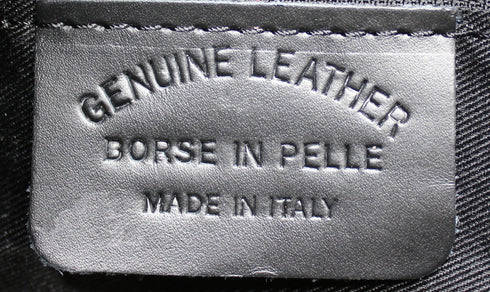 GENUINE LEATHER
BORSE IN PELLE
MADE IN ITALY